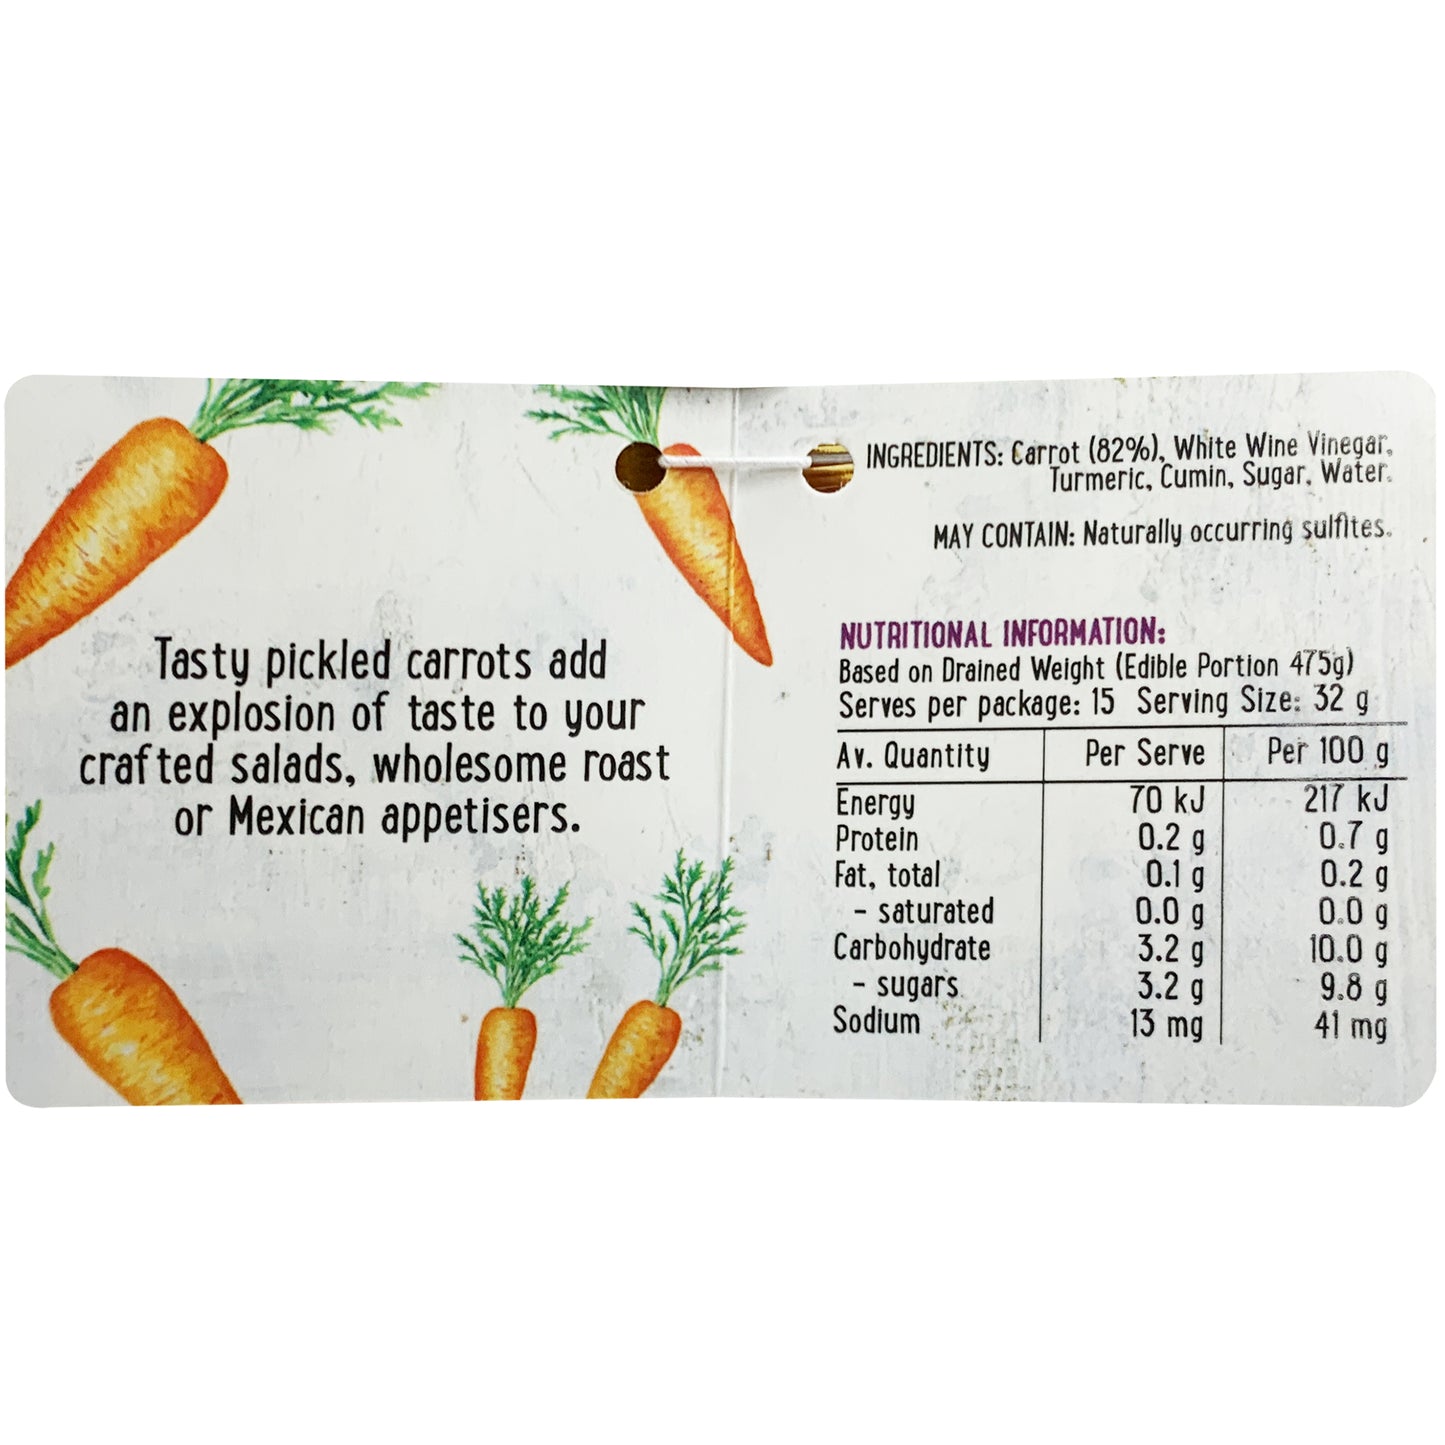 Tasty pickled carrots add
an explosion of taste to your
crafted salads, wholesome roast
or Mexican appetisers.
INGREDIENTS: Carrot (82%), White Wine Vinegar,
Turmeric, Cumin, Sugar, Water.
MAY CONTAIN: Naturally occurring sulfites.
NUTRITIONAL INFORMATION:
Based on Drained Weight (Edible Portion 475g)
Serves per package: 15 Serving Size: 32 g
Av. Quantity Per Serve Per 100 g
Energy 70 kJ 217 kJ
Protein 0.2 g 0.7 g
Fat, total 0.1 g 0.2 g
- saturated 0.0 g 0.0 g
Carbohydrate 3.2 g 10.0 g
- sugars 3.2 g 9.8 g
Sodium 13 mg 41 mg